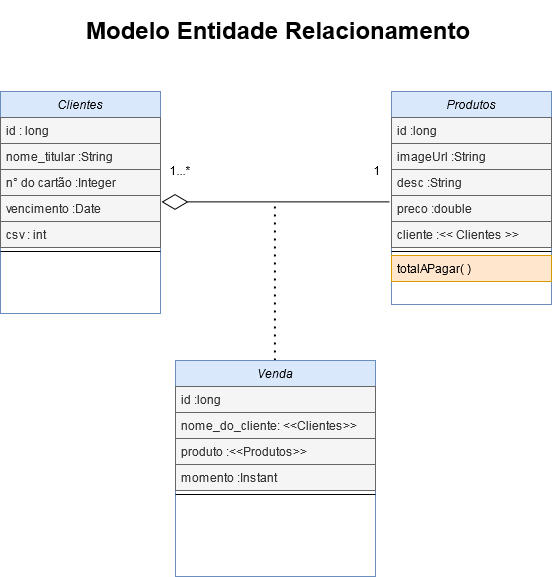 Modelo Entidade Relacionamento
Clientes
id : long
nome_titular :String
n° do cartão :Integer
vencimento :Date
csv : int
1...*
1
Produtos
id :long
imageUrl :String
desc :String
preco :double
cliente :<< Clientes >>
totalAPagar( )
Venda
id :long
nome_do_cliente: <<Clientes>>
produto :<<Produtos>>
momento :Instant